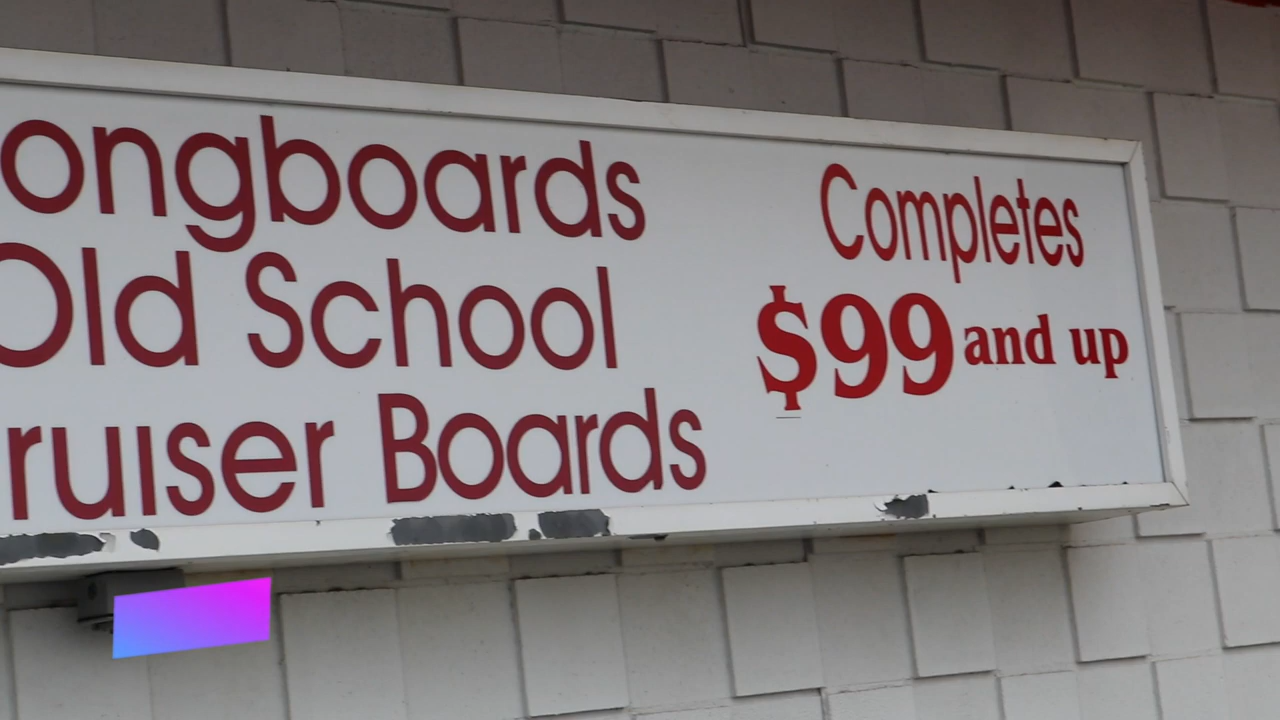 ongboards
Old School
ruiser Boards
Completes
$99 and up